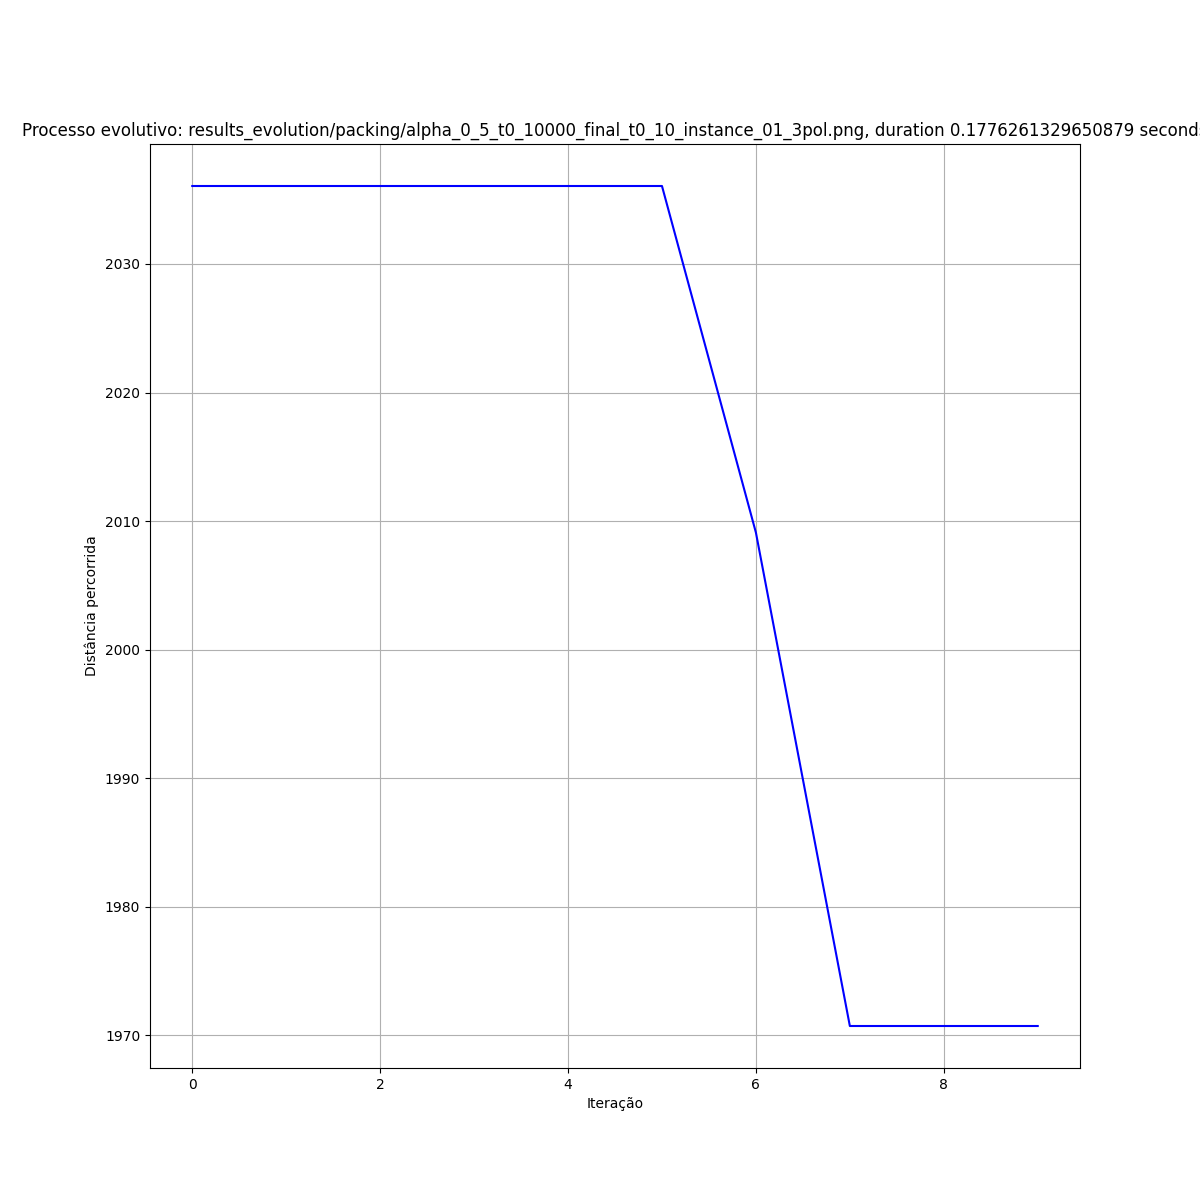 Processo evolutivo: results_evolution/packing/alpha_0_5_t0_10000_final_t0_10_instance_01_3pol.png, duration 0.1776261329650879 second
2030
2020
2010
2000
1990
1980
1970
Distância percorrida
0 2 4 6 8
Iteração